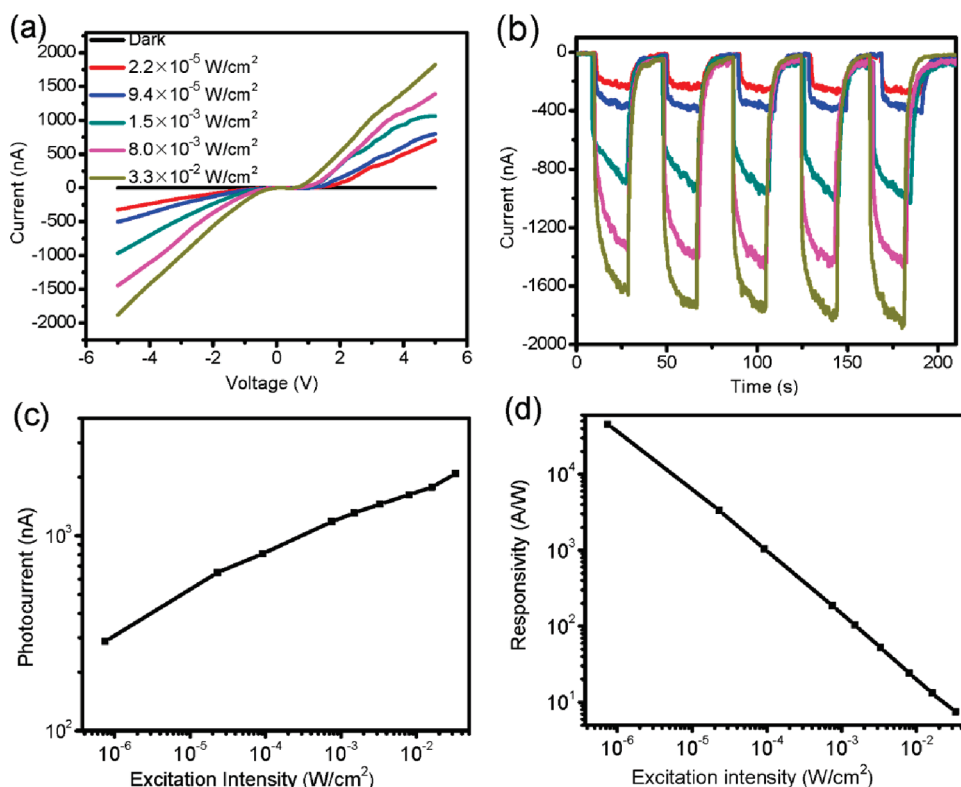 (a)
2000
1500
1000
500
0
-500
-1000
-1500
-2000
Current (nA)
Dark
2.2×10⁻⁵ W/cm²
9.4×10⁻⁵ W/cm²
1.5×10⁻³ W/cm²
8.0×10⁻³ W/cm²
3.3×10⁻² W/cm²
-6 -4 -2 0 2 4 6
Voltage (V)
(b)
0
-400
-800
-1200
-1600
-2000
Current (nA)
0 50 100 150 200
Time (s)
(c)
10³
10²
Photocurrent (nA)
10⁻⁶ 10⁻⁵ 10⁻⁴ 10⁻³ 10⁻²
Excitation Intensity (W/cm²)
(d)
10⁴
10³
10²
10¹
Responsivity (A/W)
10⁻⁶ 10⁻⁵ 10⁻⁴ 10⁻³ 10⁻²
Excitation intensity (W/cm²)